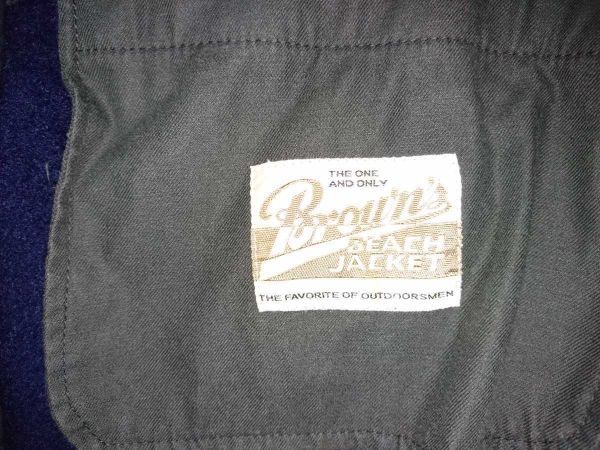 THE ONE
AND ONLY
Brown's
BEACH
JACKET
THE FAVORITE OF OUTDOORSMEN